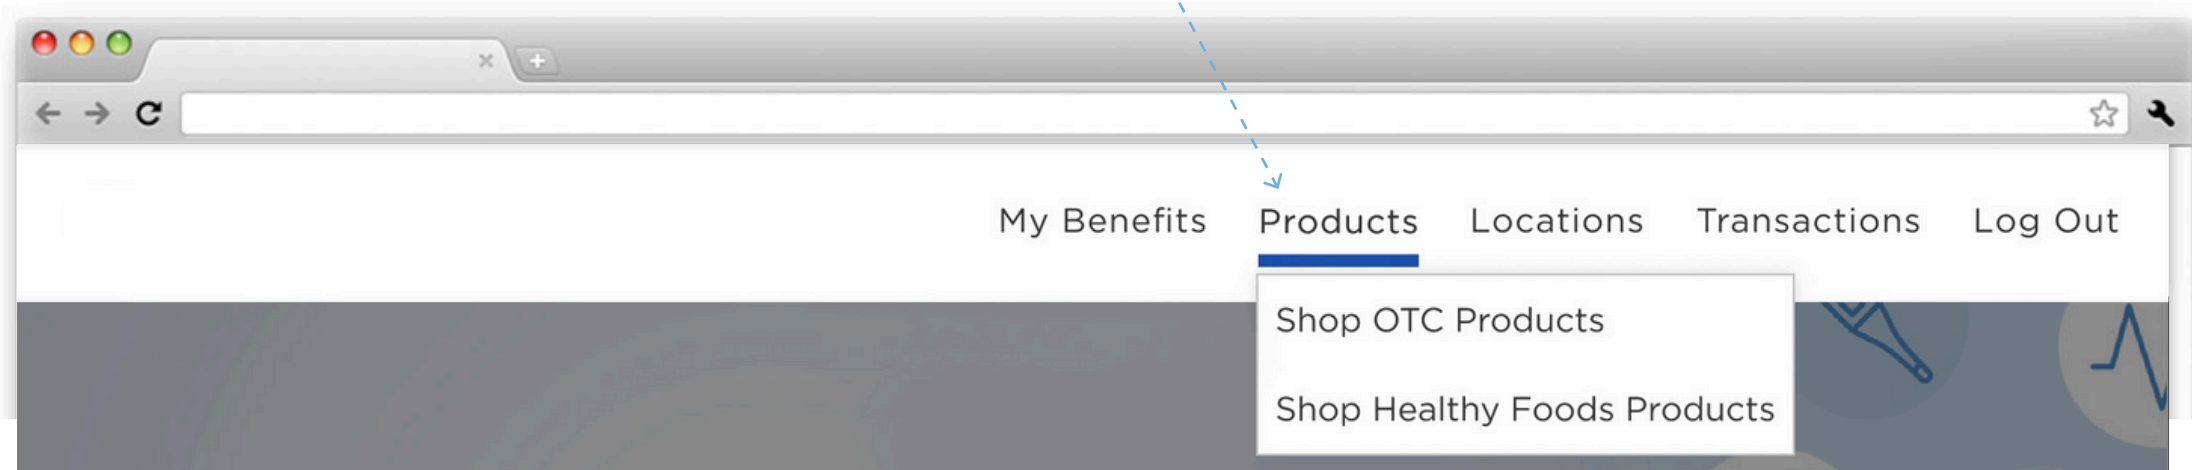 My Benefits Products Locations Transactions Log Out
Shop OTC Products
Shop Healthy Foods Products